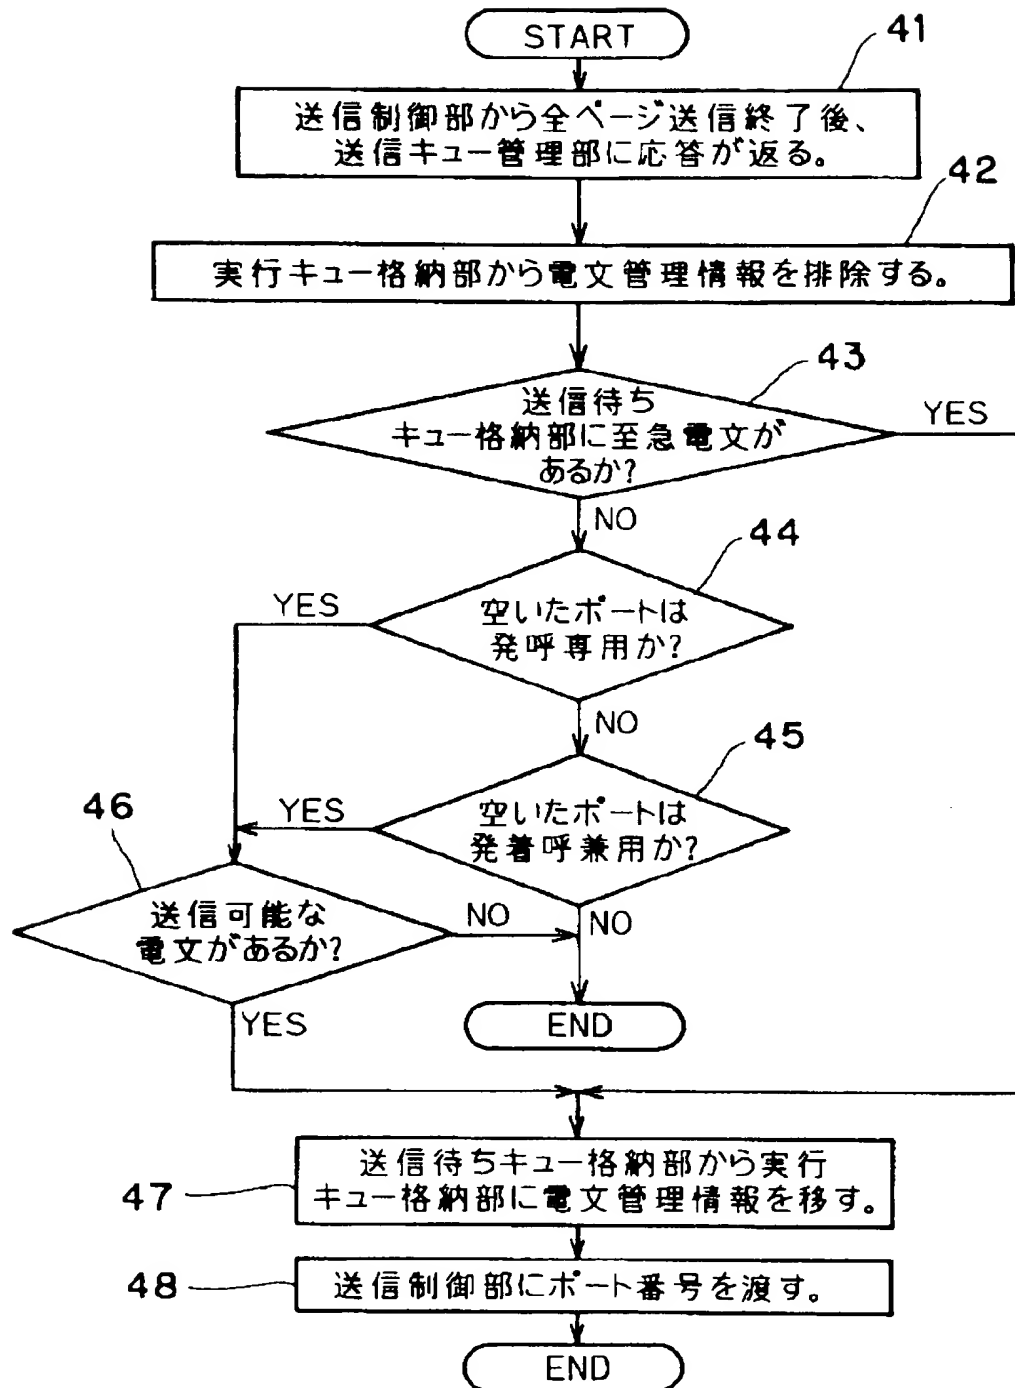 START
41
送信制御部から全ページ送信終了後、
送信キュー管理部に応答が返る。
42
実行キュー格納部から電文管理情報を排除する。
43
送信待ち
キュー格納部に至急電文が
あるか?
YES
NO
44
空いたポートは
発呼専用か?
YES
NO
45
空いたポートは
発着呼兼用か?
YES
NO
46
送信可能な
電文があるか?
NO
YES
END
47
送信待ちキュー格納部から実行
キュー格納部に電文管理情報を移す。
48
送信制御部にポート番号を渡す。
END